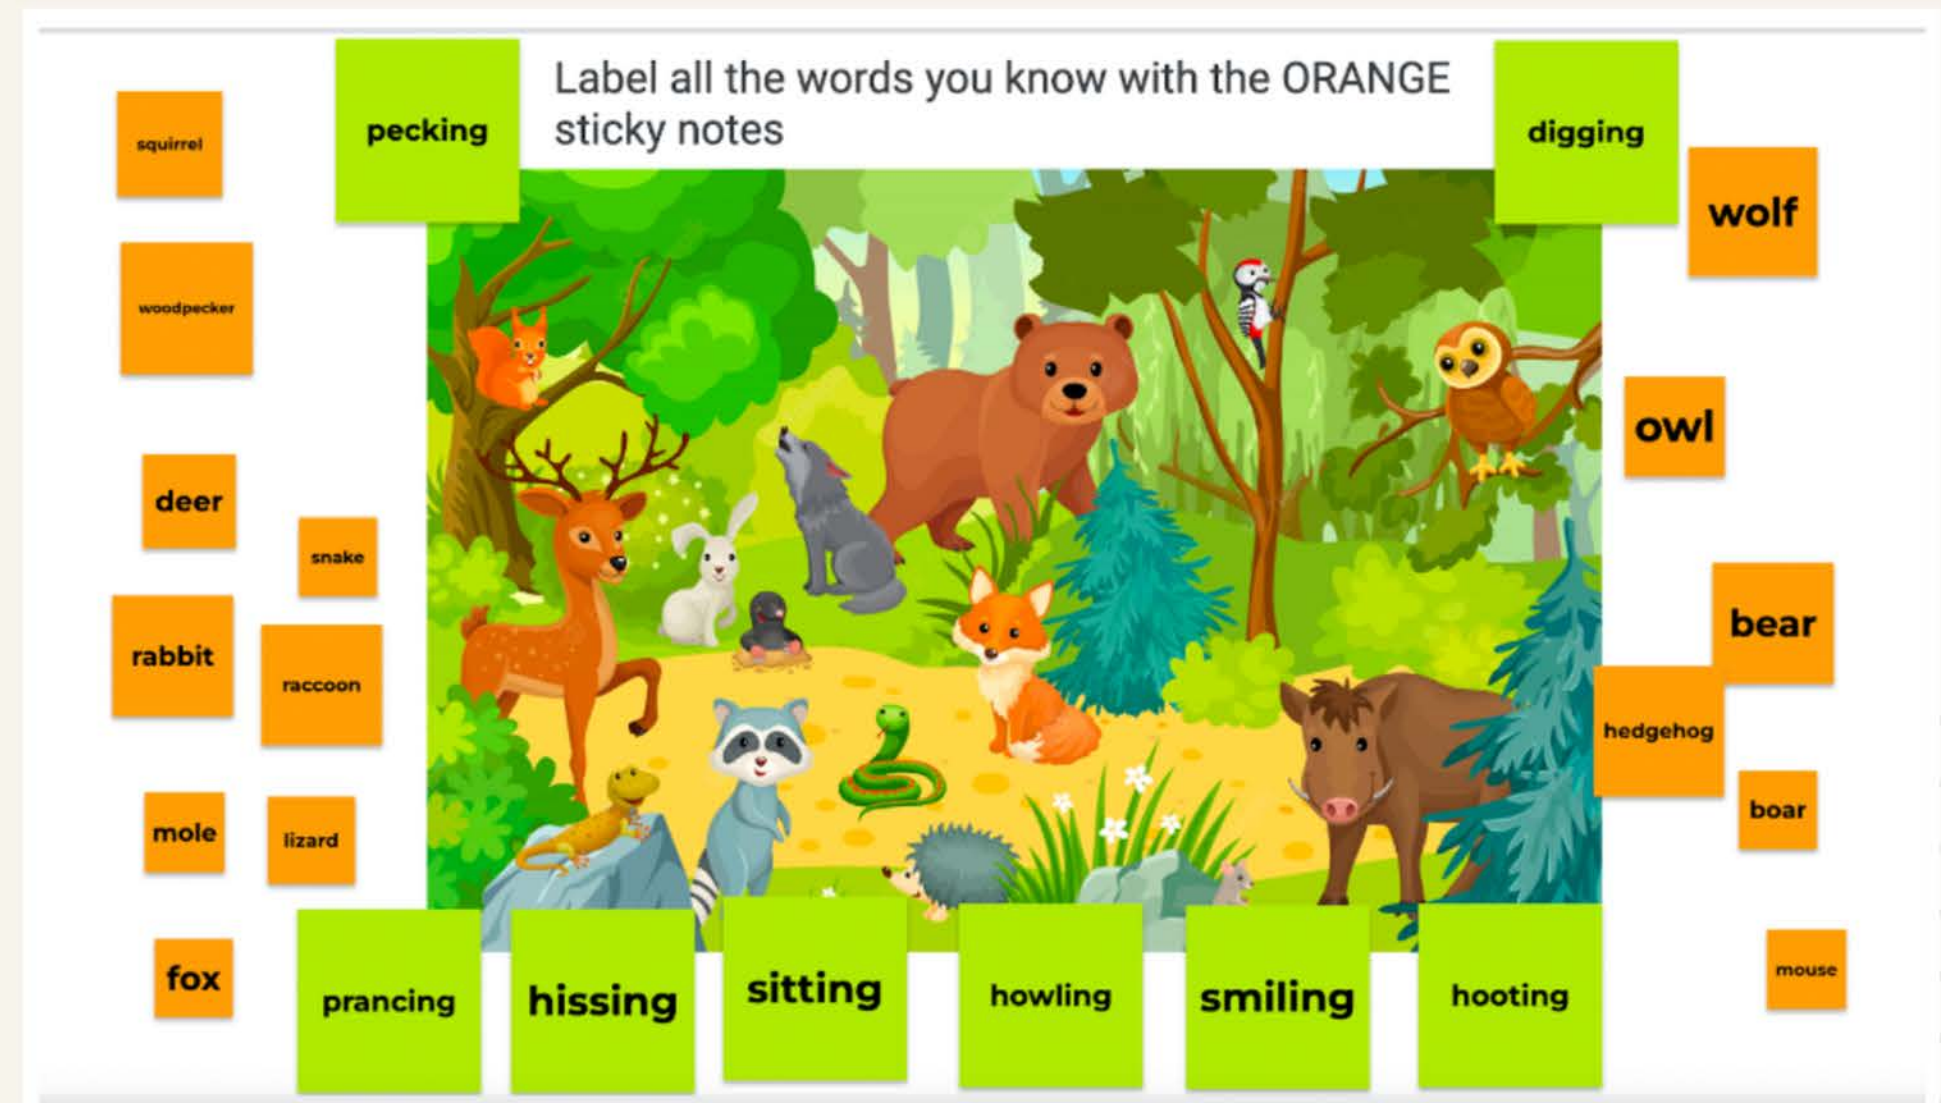 Label all the words you know with the ORANGE
sticky notes
pecking
digging
squirrel
wolf
woodpecker
owl
deer
snake
bear
rabbit
raccoon
hedgehog
mole
lizard
boar
fox
mouse
prancing
hissing
sitting
howling
smiling
hooting